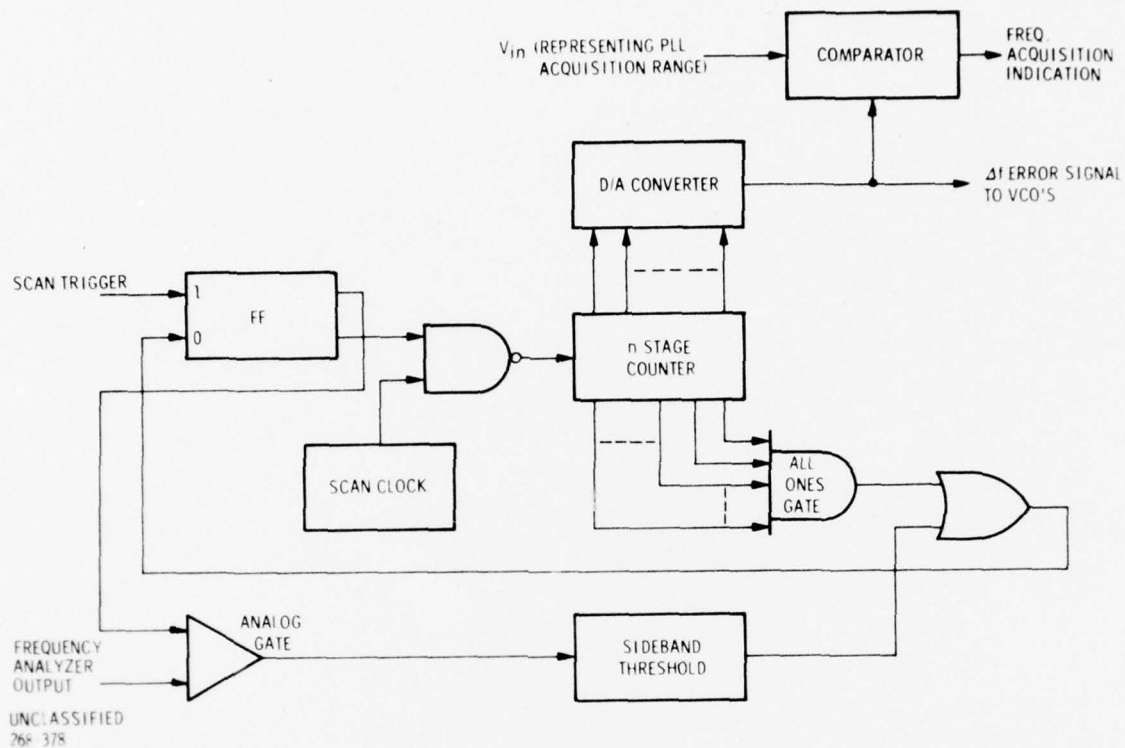 V in (REPRESENTING PLL
ACQUISITION RANGE)
COMPARATOR
FREQ.
ACQUISITION
INDICATION
D/A CONVERTER
Δf ERROR SIGNAL
TO VCO'S
SCAN TRIGGER
1
FF
0
n STAGE
COUNTER
SCAN CLOCK
ALL
ONES
GATE
ANALOG
GATE
FREQUENCY
ANALYZER
OUTPUT
SIDEBAND
THRESHOLD
UNCLASSIFIED
268-378